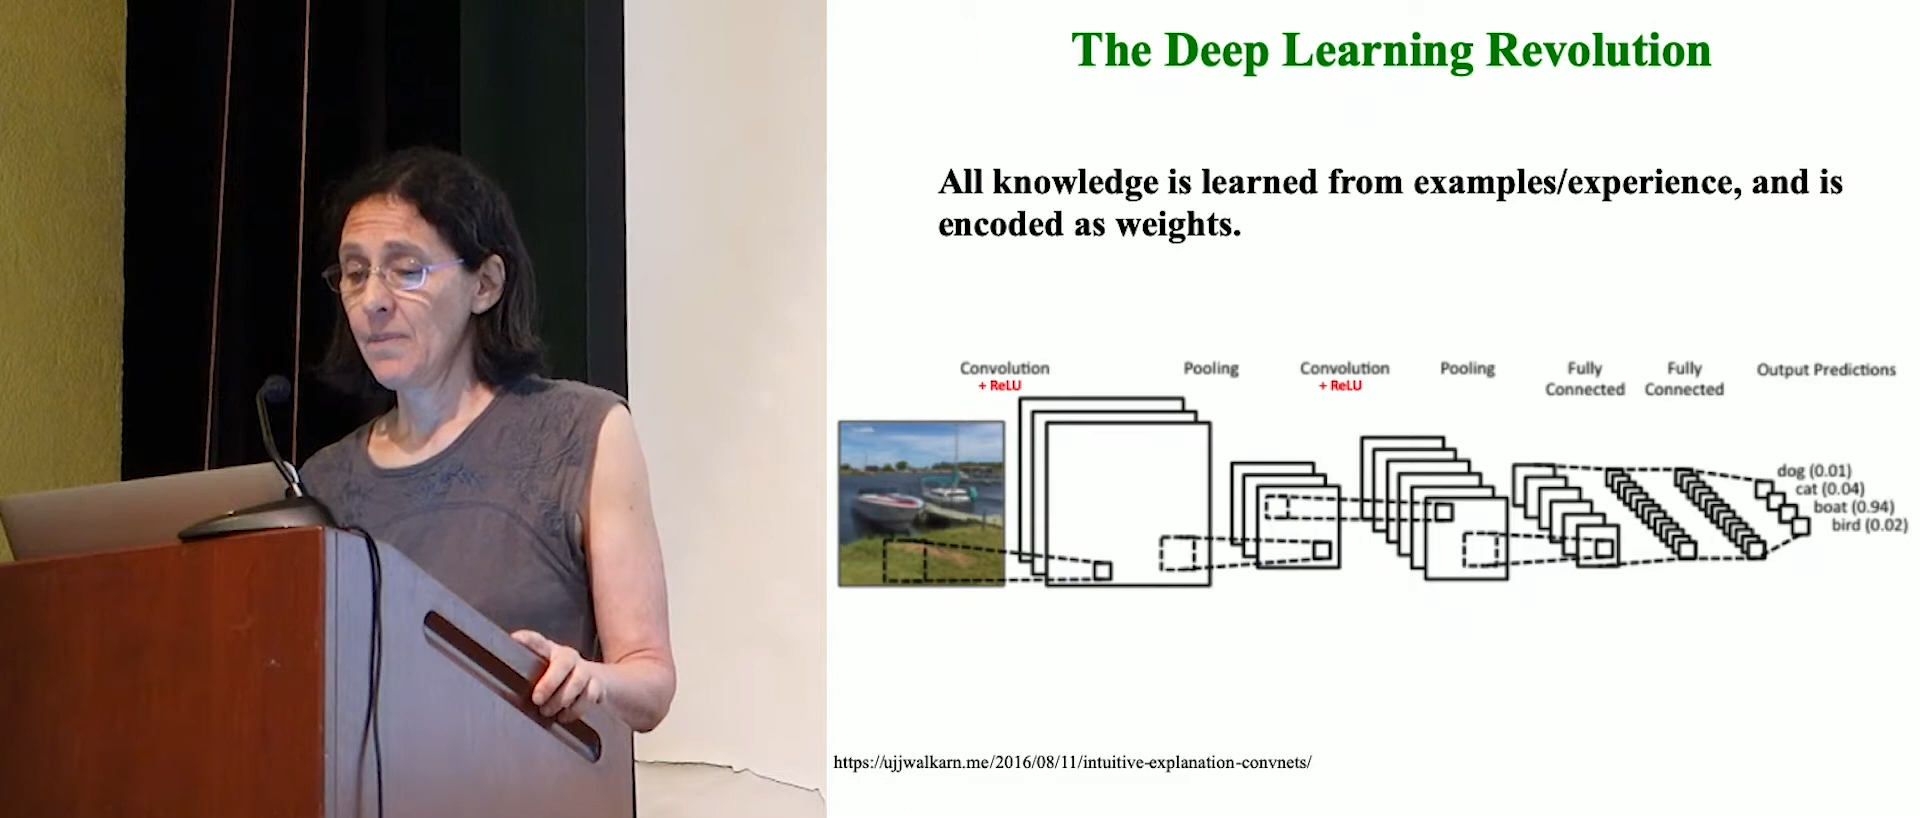 The Deep Learning Revolution
All knowledge is learned from examples/experience, and is
encoded as weights.
Convolution
+ ReLU
Pooling
Convolution
+ ReLU
Pooling
Fully
Connected
Fully
Connected
Output Predictions
dog (0.01)
cat (0.04)
boat (0.94)
bird (0.02)
https://ujjwalkarn.me/2016/08/11/intuitive-explanation-convnets/